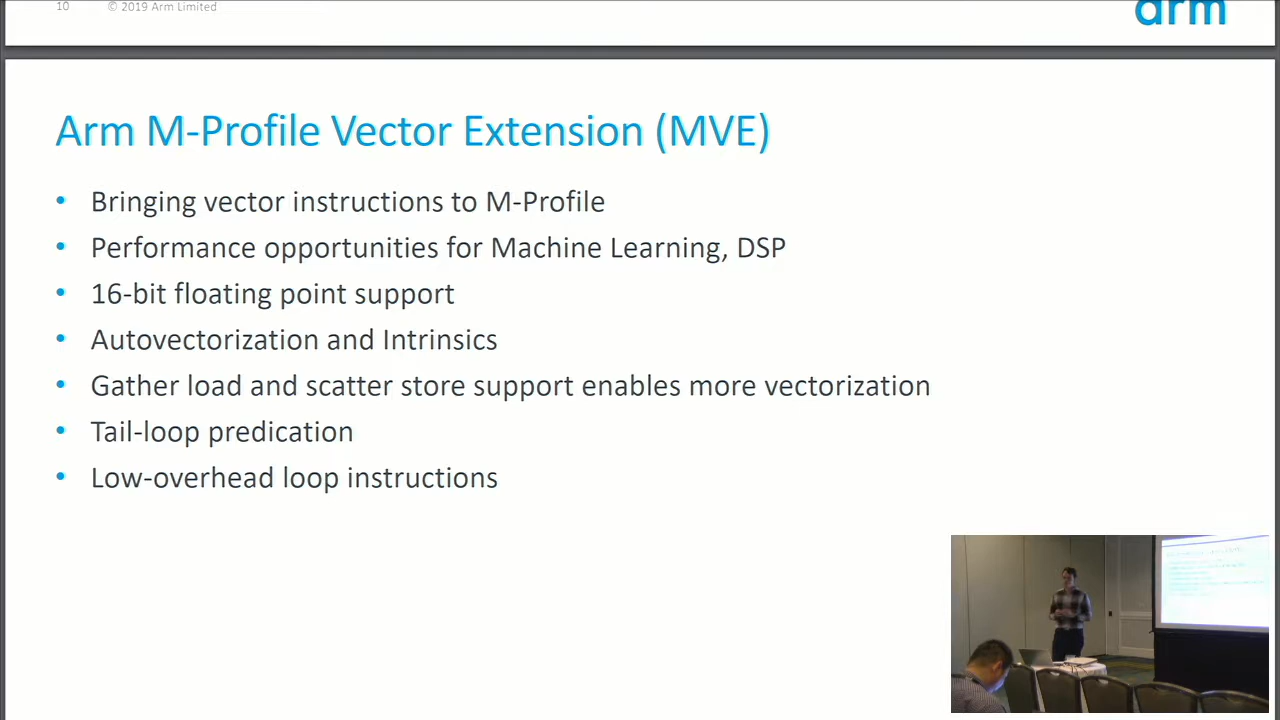 10 © 2019 Arm Limited
arm
Arm M-Profile Vector Extension (MVE)
• Bringing vector instructions to M-Profile
• Performance opportunities for Machine Learning, DSP
• 16-bit floating point support
• Autovectorization and Intrinsics
• Gather load and scatter store support enables more vectorization
• Tail-loop predication
• Low-overhead loop instructions